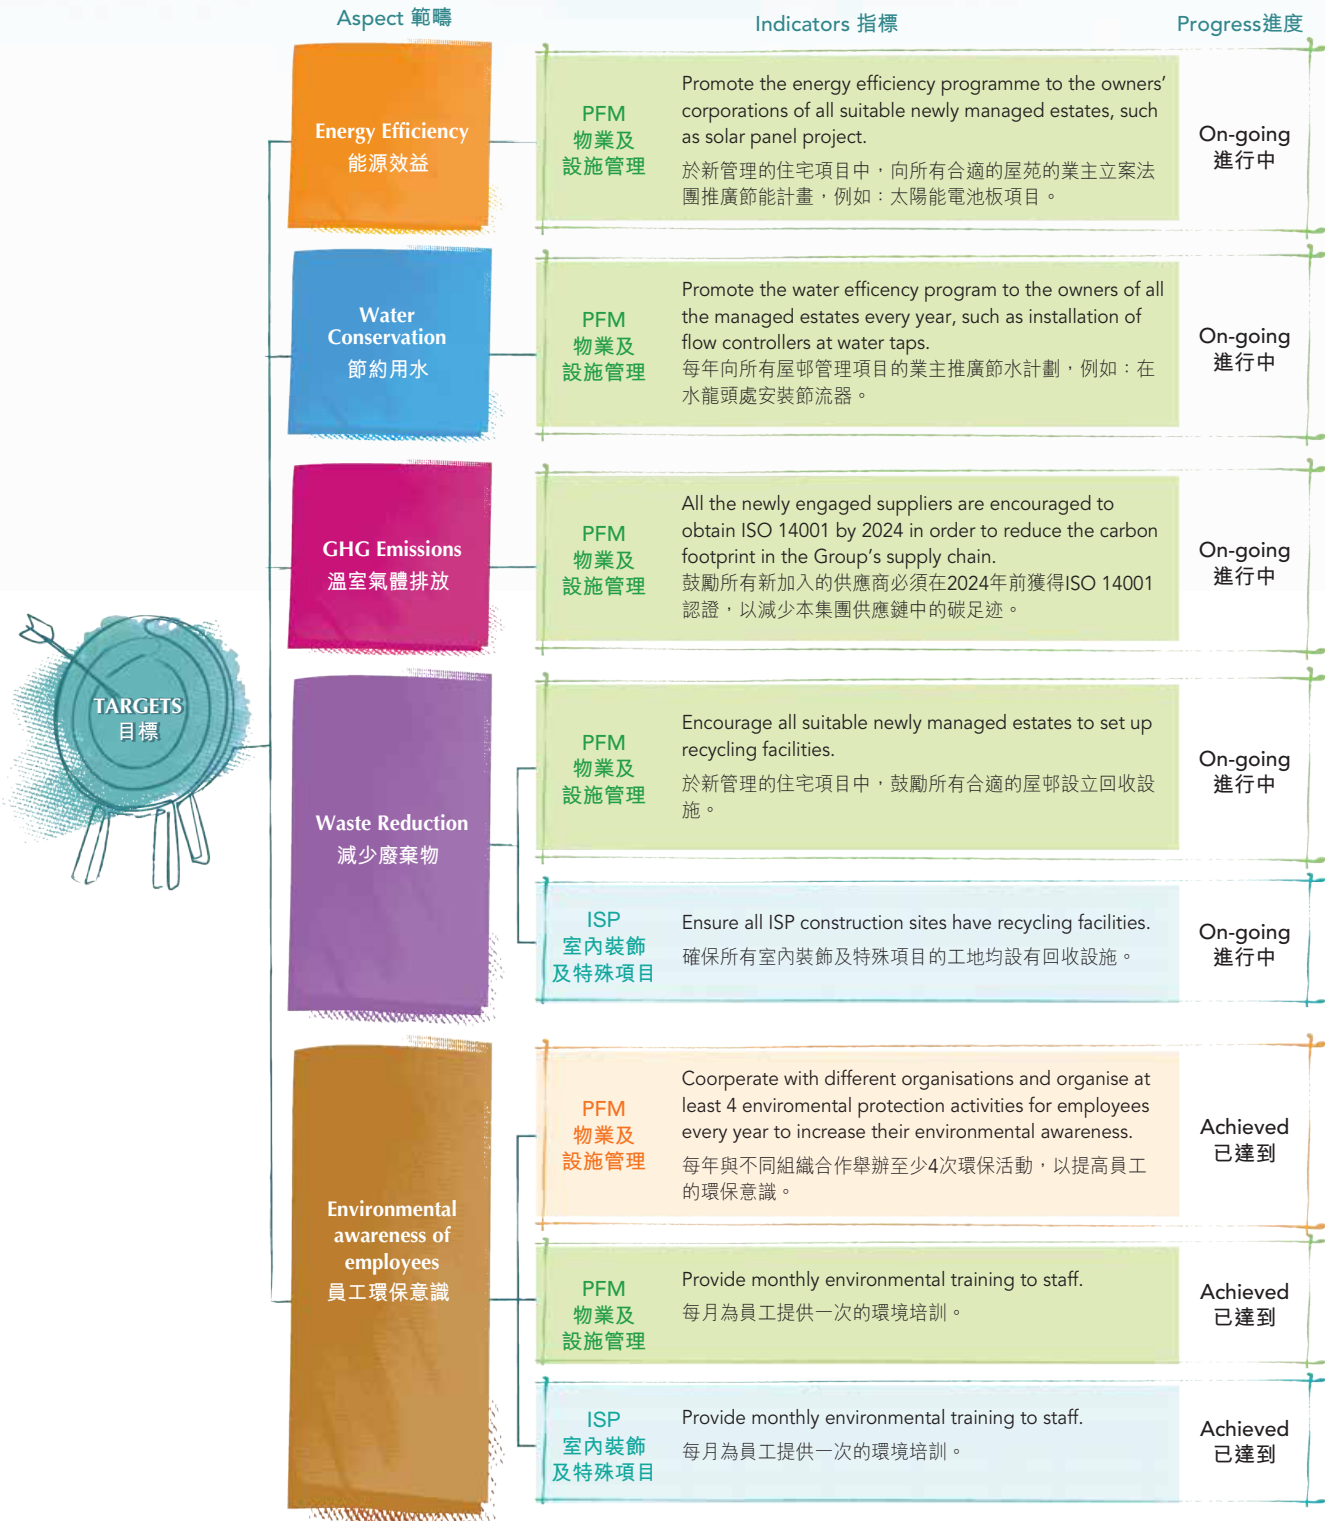 Aspect 範疇
Indicators 指標
Progress進度
TARGETS
目標
Energy Efficiency
能源效益
PFM
物業及
設施管理
Promote the energy efficiency programme to the owners'
corporations of all suitable newly managed estates, such
as solar panel project.
於新管理的住宅項目中，向所有合適的屋苑的業主立案法
團推廣節能計畫，例如：太陽能電池板項目。
On-going
進行中
Water
Conservation
節約用水
PFM
物業及
設施管理
Promote the water efficency program to the owners of all
the managed estates every year, such as installation of
flow controllers at water taps.
每年向所有屋邨管理項目的業主推廣節水計劃，例如：在
水龍頭處安裝節流器。
On-going
進行中
GHG Emissions
溫室氣體排放
PFM
物業及
設施管理
All the newly engaged suppliers are encouraged to
obtain ISO 14001 by 2024 in order to reduce the carbon
footprint in the Group's supply chain.
鼓勵所有新加入的供應商必須在2024年前獲得ISO 14001
認證，以減少本集團供應鏈中的碳足迹。
On-going
進行中
Waste Reduction
減少廢棄物
PFM
物業及
設施管理
Encourage all suitable newly managed estates to set up
recycling facilities.
於新管理的住宅項目中，鼓勵所有合適的屋邨設立回收設
施。
On-going
進行中
ISP
室內裝飾
及特殊項目
Ensure all ISP construction sites have recycling facilities.
確保所有室內裝飾及特殊項目的工地均設有回收設施。
On-going
進行中
Environmental
awareness of
employees
員工環保意識
PFM
物業及
設施管理
Coorperate with different organisations and organise at
least 4 enviromental protection activities for employees
every year to increase their environmental awareness.
每年與不同組織合作舉辦至少4次環保活動，以提高員工
的環保意識。
Achieved
已達到
PFM
物業及
設施管理
Provide monthly environmental training to staff.
每月為員工提供一次的環境培訓。
Achieved
已達到
ISP
室內裝飾
及特殊項目
Provide monthly environmental training to staff.
每月為員工提供一次的環境培訓。
Achieved
已達到